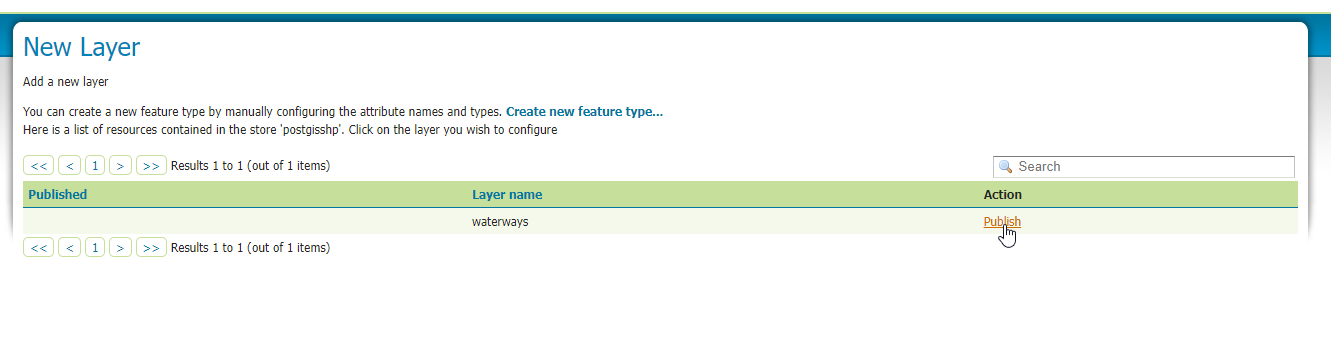 New Layer
Add a new layer
You can create a new feature type by manually configuring the attribute names and types. Create new feature type...
Here is a list of resources contained in the store 'postgisshp'. Click on the layer you wish to configure
<< < 1 > >> Results 1 to 1 (out of 1 items) Search
Published Layer name Action
waterways Publish
<< < 1 > >> Results 1 to 1 (out of 1 items)